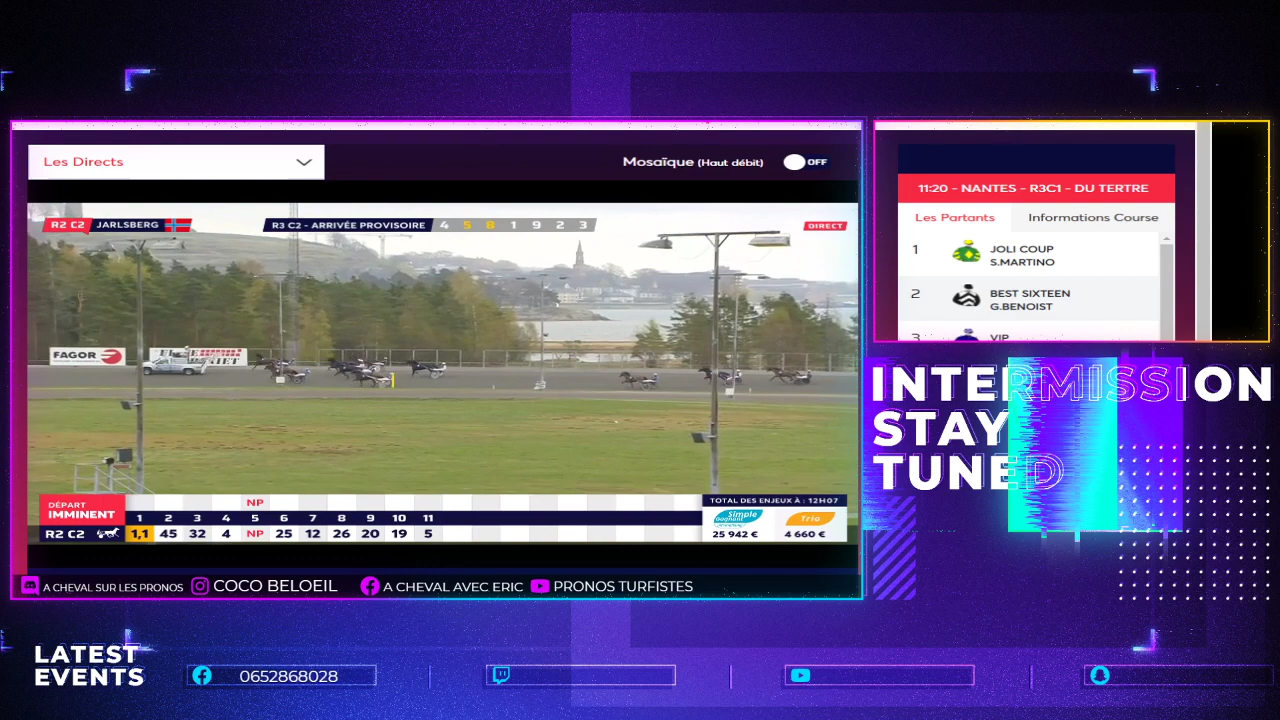 Les Directs
Mosaïque (Haut débit)
OFF
R2 C2 JARLSBERG
R3 C2 - ARRIVÉE PROVISOIRE 4 5 8 1 9 2 3
DIRECT
FAGOR
DÉPART
IMMINENT
NP
1 2 3 4 5 6 7 8 9 10 11
R2 C2 1,1 45 32 4 NP 25 12 26 20 19 5
TOTAL DES ENJEUX À : 12H07
Simple
Gagnant
Trio
25 942 € 4 660 €
A CHEVAL SUR LES PRONOS COCO BELOEIL A CHEVAL AVEC ERIC PRONOS TURFISTES
11:20 - NANTES - R3C1 - DU TERTRE
Les Partants Informations Course
1 JOLI COUP
S.MARTINO
2 BEST SIXTEEN
G.BENOIST
3 VIP
INTERMISSION
STAY
TUNED
LATEST
EVENTS
0652868028